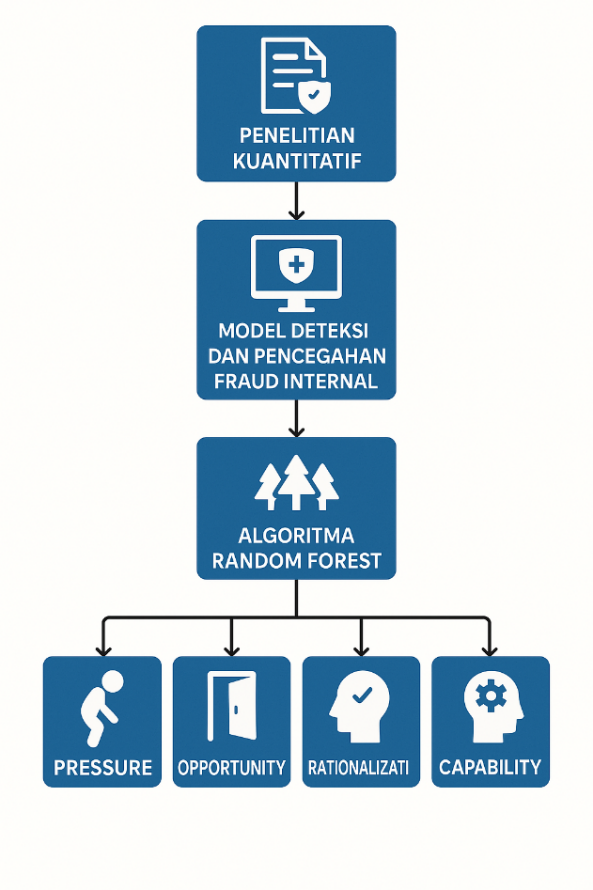 PENELITIAN
KUANTITATIF
MODEL DETEKSI
DAN PENCEGAHAN
FRAUD INTERNAL
ALGORITMA
RANDOM FOREST
PRESSURE
OPPORTUNITY
RATIONALIZATI
CAPABILITY